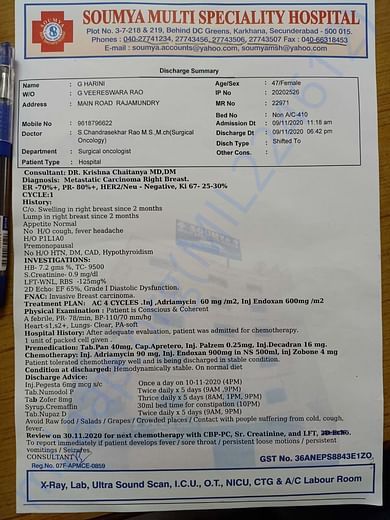 SOUMYA MULTI SPECIALITY HOSPITAL
Plot No. 3-7-218 & 219, Behind DC Greens, Karkhana, Secunderabad - 500 015.
Phones : 040-27741234, 27743456, 27743506, 27743507 Fax : 040-66318453
E-mail : soumya.accounts@yahoo.com, soumyamsh@yahoo.com
SOUMYA
Discharge Summary
Name : G HARINI Age/Sex : 47/Female
W/O : G VEERESWARA RAO IP No : 20202526
Address : MAIN ROAD RAJAMUNDRY MR No : 22971
Bed No : Non A/C-410
Mobile No : 9618796622 Admission Dt : 09/11/2020 11:18 am
Doctor : S.Chandrasekhar Rao M.S.,M.ch(Surgical Oncology) Discharge Dt : 09/11/2020 06:42 pm
Disch Type : Shifted To
Department : Surgical oncologist Other Cons. :
Patient Type : Hospital
Consultant: DR. Krishna Chaitanya MD,DM
Diagnosis: Metastatic Carcinoma Right Breast.
ER -70%+, PR- 80%+, HER2/Neu - Negative, Ki 67- 25-30%
CYCLE:1
History:
C/o. Swelling in right breast since 2 months
Lump in right breast since 2 months
Appetite Normal
No H/O cough, fever headache
H/O P1L1A0
Premonopausal
No H/O HTN, DM, CAD, Hypothyroidism
INVESTIGATIONS:
HB- 7.2 gms %, TC- 9500
S.Creatinine- 0.9 mg/dl
LFT-WNL, RBS -125mg%
2D Echo: EF 65%, Grade I Diastolic Dysfunction.
FNAC: Invasive Breast carcinoma.
Treatment PLAN: AC 4 CYCLES .Inj ,Adriamycin 60 mg /m2, Inj Endoxan 600mg /m2
Physical Examination : Patient is Conscious & Coherent
A febrile, PR- 78/min, BP-110/70 mm/hg
Heart-s1,s2+, Lungs- Clear, PA-soft
Hospital History: After adequate evaluation, patient was admitted for chemotherapy.
1 unit of packed cell given .
Premedication: Tab.Pan 40mg, Cap.Apretero, Inj. Palzem 0.25mg, Inj.Decadran 16 mg.
Chemotherapy: Inj. Adriamycin 90 mg, Inj. Endoxan 900mg in NS 500ml, inj Zobone 4 mg
Patient tolerated chemotherapy well and is being discharged in stable condition.
Condition at discharged: Hemodynamically stable. On normal diet
Discharge Advice:
Inj.Pegesta 6mg mcg s/c Once a day on 10-11-2020 (4PM)
Tab.Numodol P Twice daily x 5 days (9AM ,9PM)
Tab Zofer 8mg Thrice daily x 5 days (8AM, 1PM, 9PM)
Syrup.Cremaffin 30ml bed time for constipation (10PM)
Tab.Nupaz D Twice daily x 5 days (9AM, 9PM)
Avoid Raw food / Salads / Grapes / Crowded places / Contact with people suffering from cold, cough,
fever.
Review on 30.11.2020 for next chemotherapy with CBP-PC, Sr. Creatinine, and LFT,
To report immediately if patient develops fever / sore throat / persistent loose motions / persistent
vomitings / Seizures.
CONSULTANT GST No. 36ANEPS8843E1ZO
Reg.No. 07F-APMCE-0859
X-Ray, Lab, Ultra Sound Scan, I.C.U., O.T., NICU, CTG & A/C Labour Room